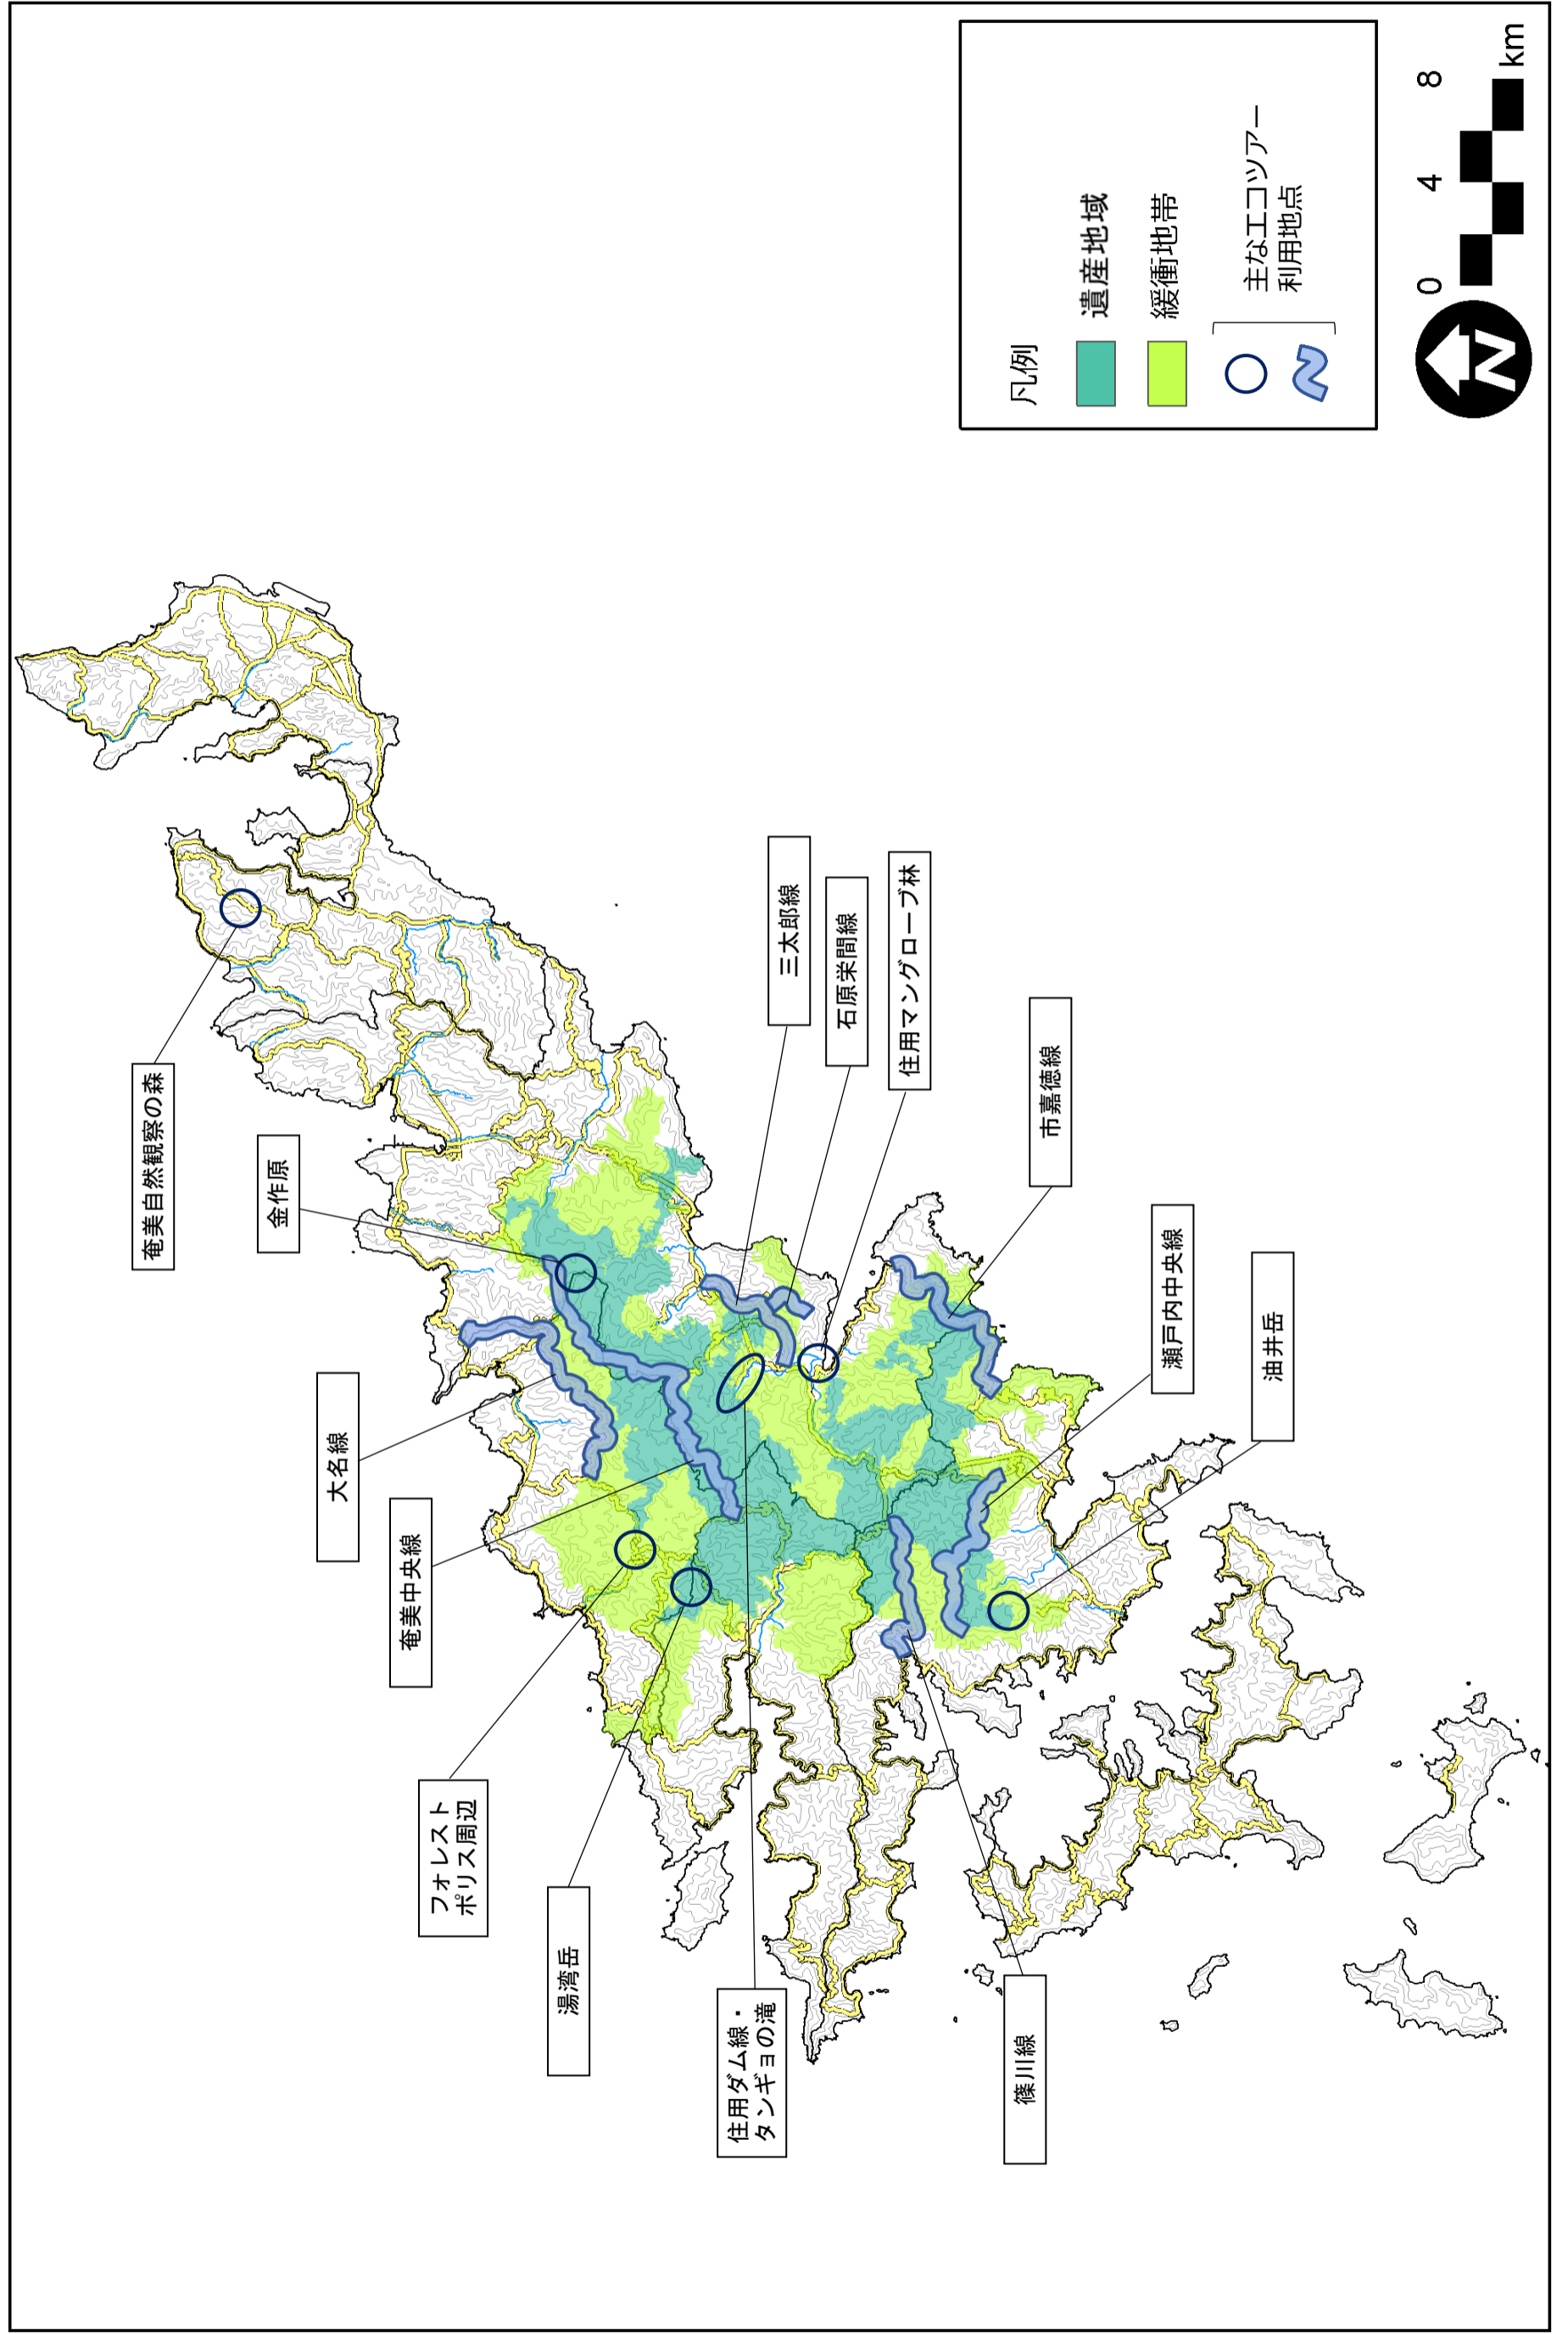 奄美自然観察の森
金作原
大名線
奄美中央線
フォレスト
ポリス周辺
湯湾岳
住用ダム線・
タンギョの滝
篠川線
三太郎線
石原栄間線
住用マングローブ林
市嘉徳線
瀬戸内中央線
油井岳
凡例
遺産地域
緩衝地帯
主なエコツアー
利用地点
N
0 4 8
km